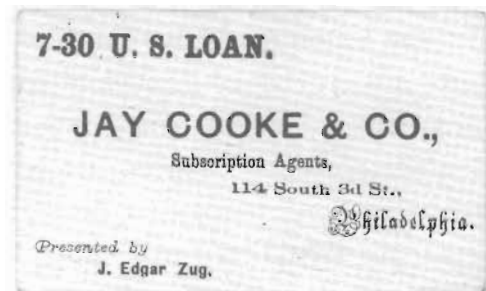 7-30 U. S. LOAN.
JAY COOKE & CO.,
Subscription Agents,
114 South 3d St.,
Philadelphia.
Presented by
J. Edgar Zug.